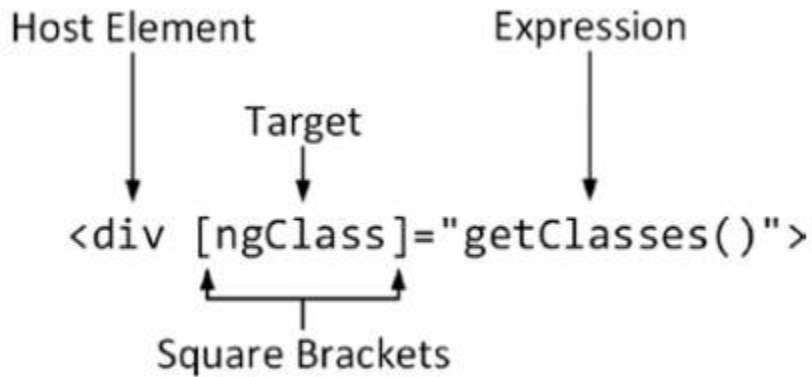 Host Element Expression
Target
<div [ngClass]="getClasses()">
Square Brackets